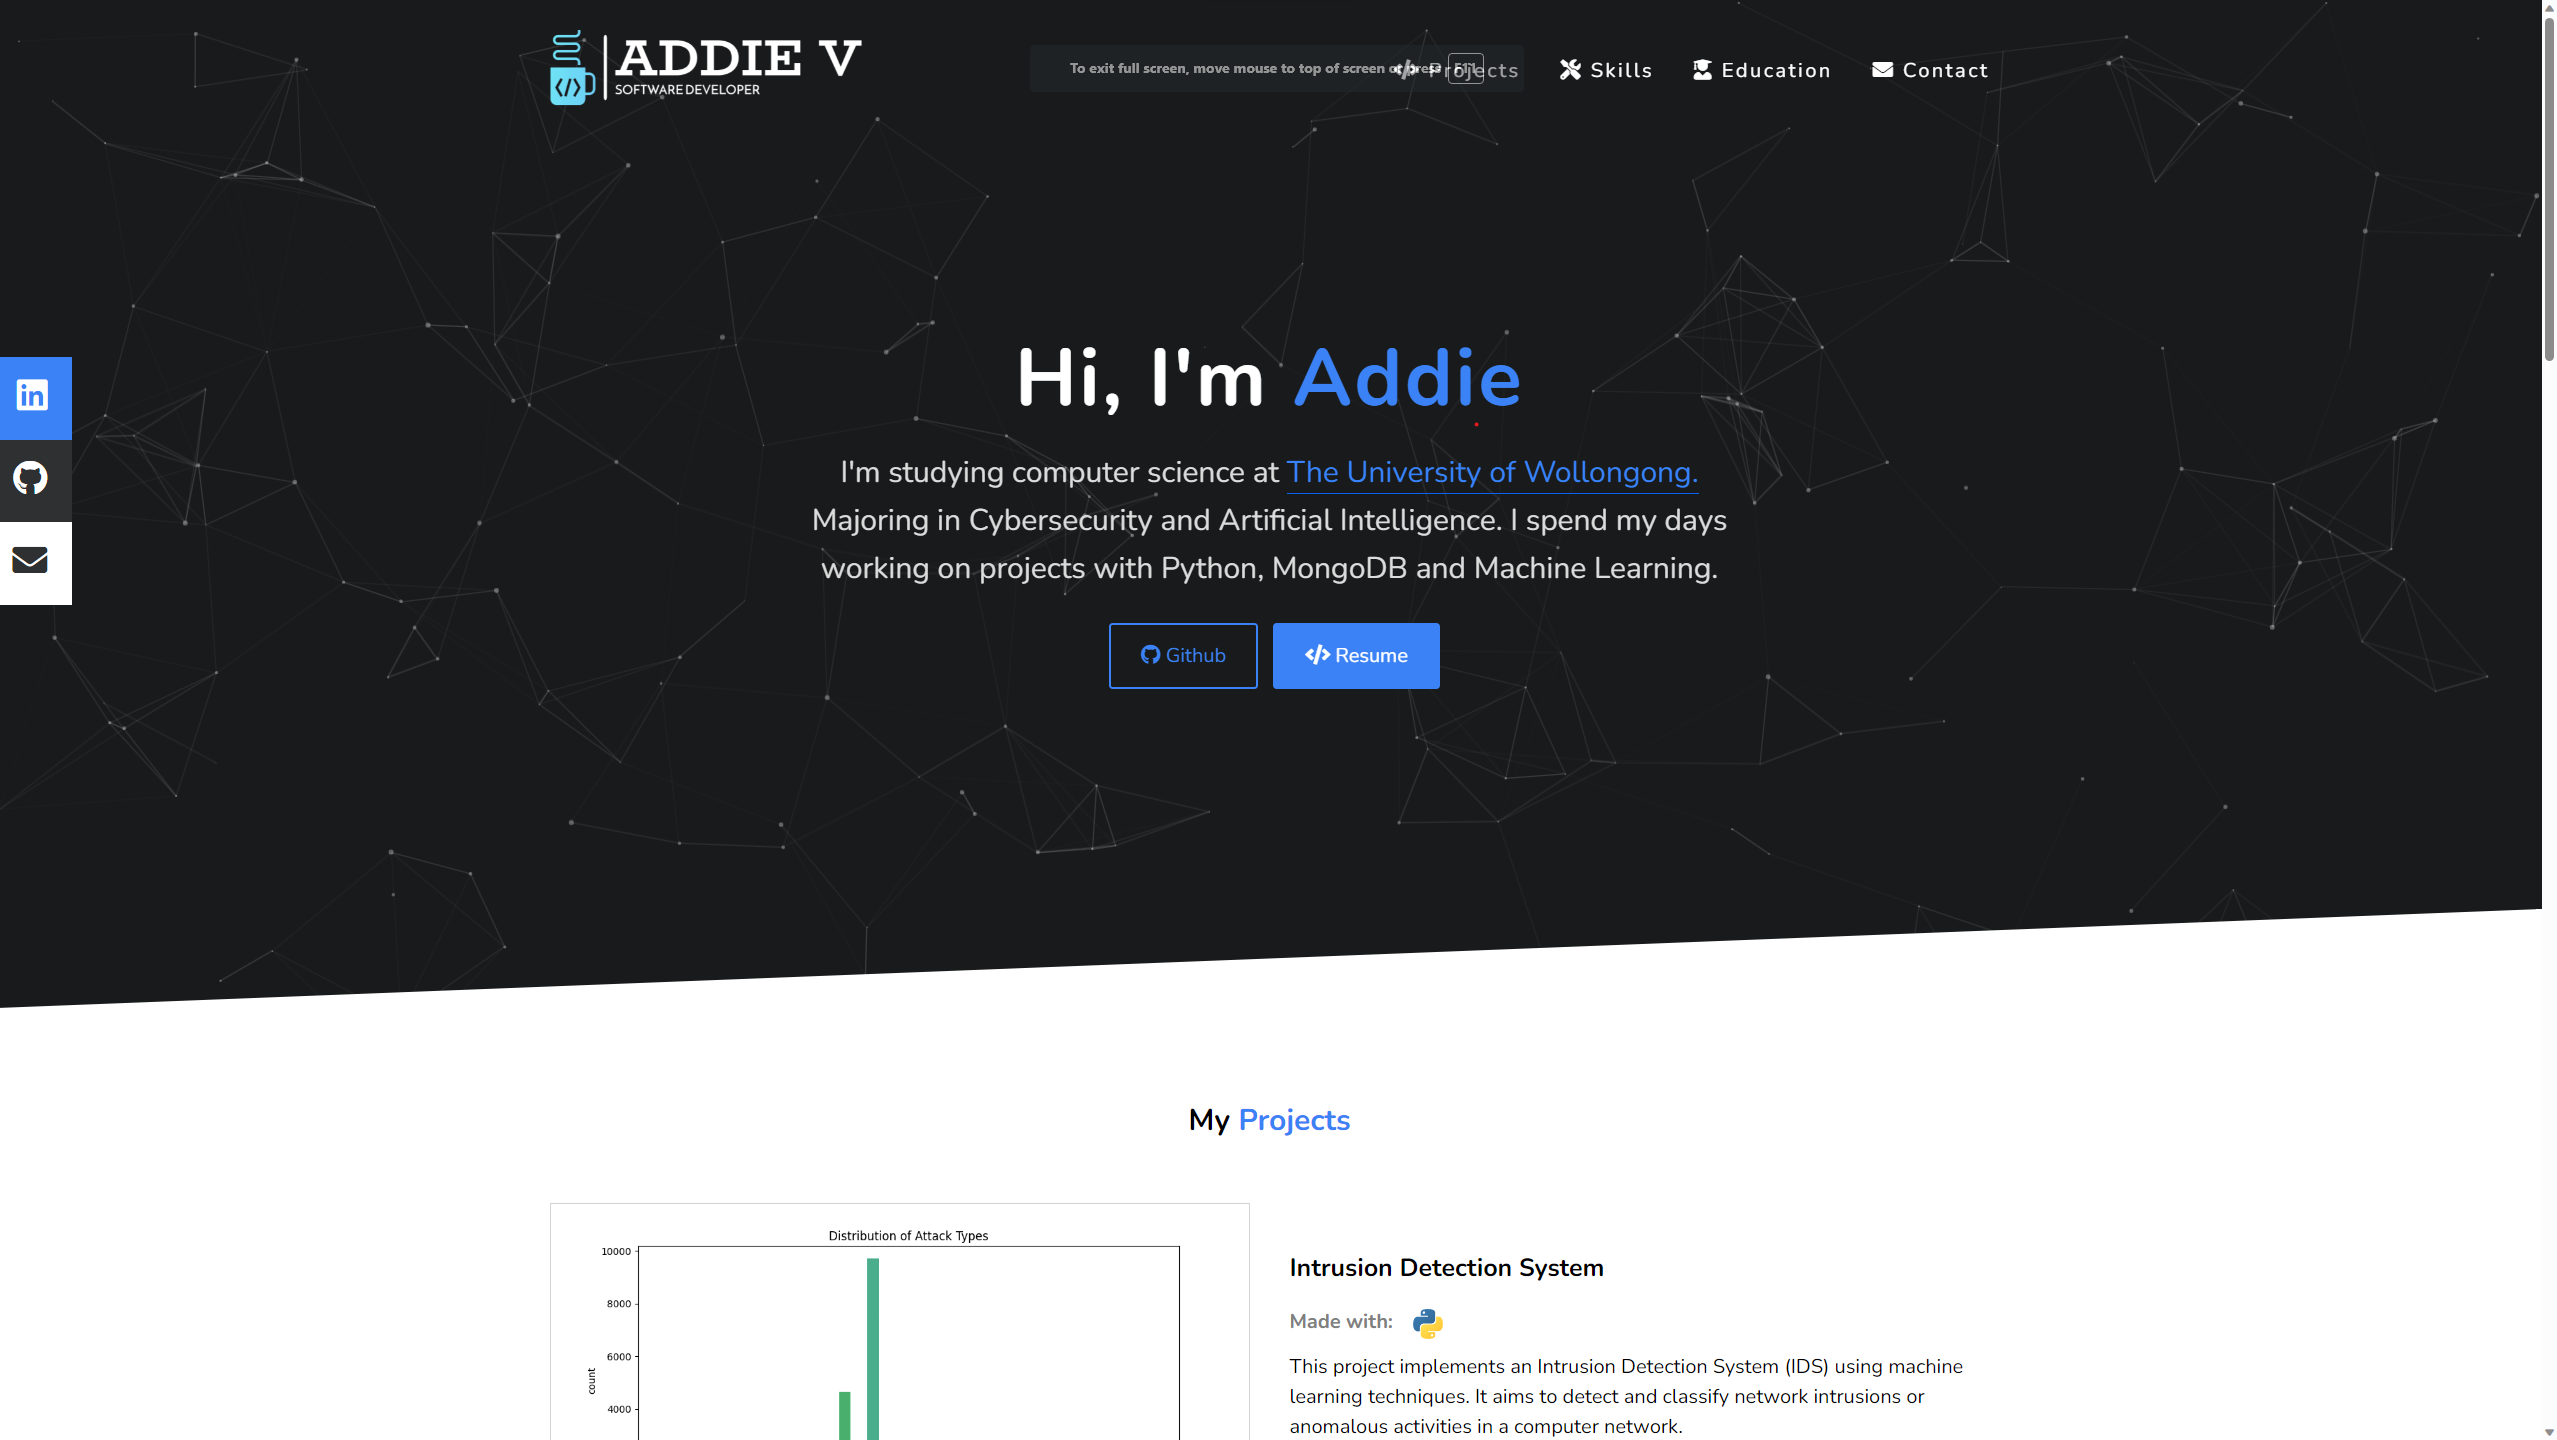 ADDIE V
SOFTWARE DEVELOPER
To exit full screen, move mouse to top of screen or press F11
Projects
Skills
Education
Contact
Hi, I'm Addie
I'm studying computer science at The University of Wollongong.
Majoring in Cybersecurity and Artificial Intelligence. I spend my days
working on projects with Python, MongoDB and Machine Learning.
Github
Resume
My Projects
Distribution of Attack Types
10000
8000
6000
4000
count
Intrusion Detection System
Made with:
This project implements an Intrusion Detection System (IDS) using machine
learning techniques. It aims to detect and classify network intrusions or
anomalous activities in a computer network.